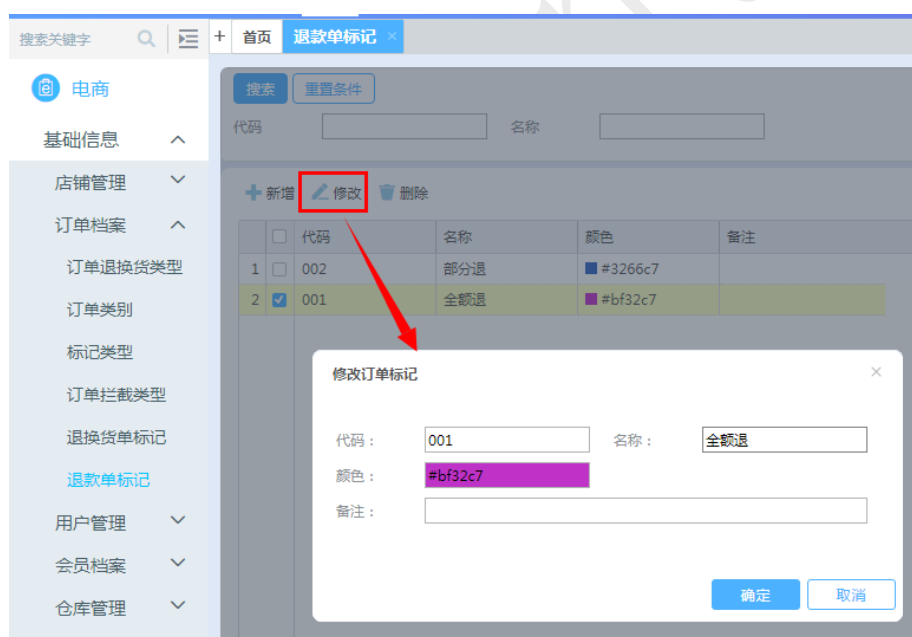 搜索关键字
+ 首页 退款单标记 ×
电商
基础信息
店铺管理
订单档案
订单退换货类型
订单类别
标记类型
订单拦截类型
退换货单标记
退款单标记
用户管理
会员档案
仓库管理
搜索 重置条件
代码 名称
新增 修改 删除
代码 名称 颜色 备注
1 002 部分退 #3266c7
2 001 全额退 #bf32c7
修改订单标记 ×
代码： 001 名称： 全额退
颜色： #bf32c7
备注：
确定 取消